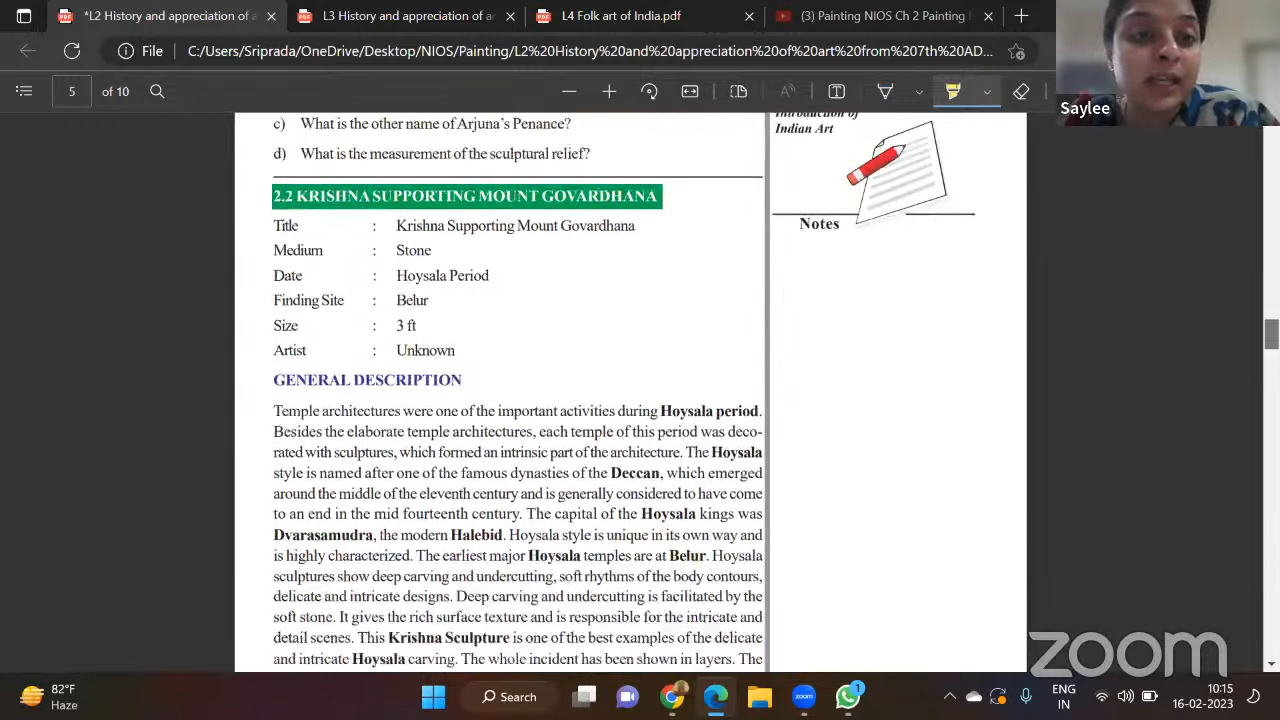 *L2 History and appreciation of a
L3 History and appreciation of ar
L4 Folk art of India.pdf
(3) Painting NIOS Ch 2 Painting
File
C:/Users/Sriprada/OneDrive/Desktop/NIOS/Painting/L2%20History%20and%20appreciation%20of%20art%20from%207th%20AD...
5 of 10
Saylee
c) What is the other name of Arjuna's Penance?
d) What is the measurement of the sculptural relief?
Introduction of
Indian Art
Notes
2.2 KRISHNA SUPPORTING MOUNT GOVARDHANA
Title : Krishna Supporting Mount Govardhana
Medium : Stone
Date : Hoysala Period
Finding Site : Belur
Size : 3 ft
Artist : Unknown
GENERAL DESCRIPTION
Temple architectures were one of the important activities during Hoysala period.
Besides the elaborate temple architectures, each temple of this period was deco-
rated with sculptures, which formed an intrinsic part of the architecture. The Hoysala
style is named after one of the famous dynasties of the Deccan, which emerged
around the middle of the eleventh century and is generally considered to have come
to an end in the mid fourteenth century. The capital of the Hoysala kings was
Dvarasamudra, the modern Halebid. Hoysala style is unique in its own way and
is highly characterized. The earliest major Hoysala temples are at Belur. Hoysala
sculptures show deep carving and undercutting, soft rhythms of the body contours,
delicate and intricate designs. Deep carving and undercutting is facilitated by the
soft stone. It gives the rich surface texture and is responsible for the intricate and
detail scenes. This Krishna Sculpture is one of the best examples of the delicate
and intricate Hoysala carving. The whole incident has been shown in layers. The
zoom
82°F
Haze
Search
zoom
1
ENG
IN
10:15
16-02-2023